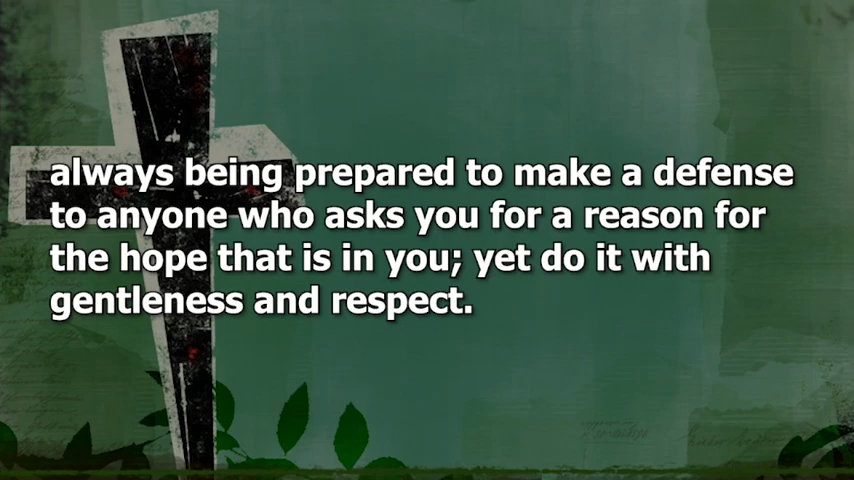 always being prepared to make a defense
to anyone who asks you for a reason for
the hope that is in you; yet do it with
gentleness and respect.